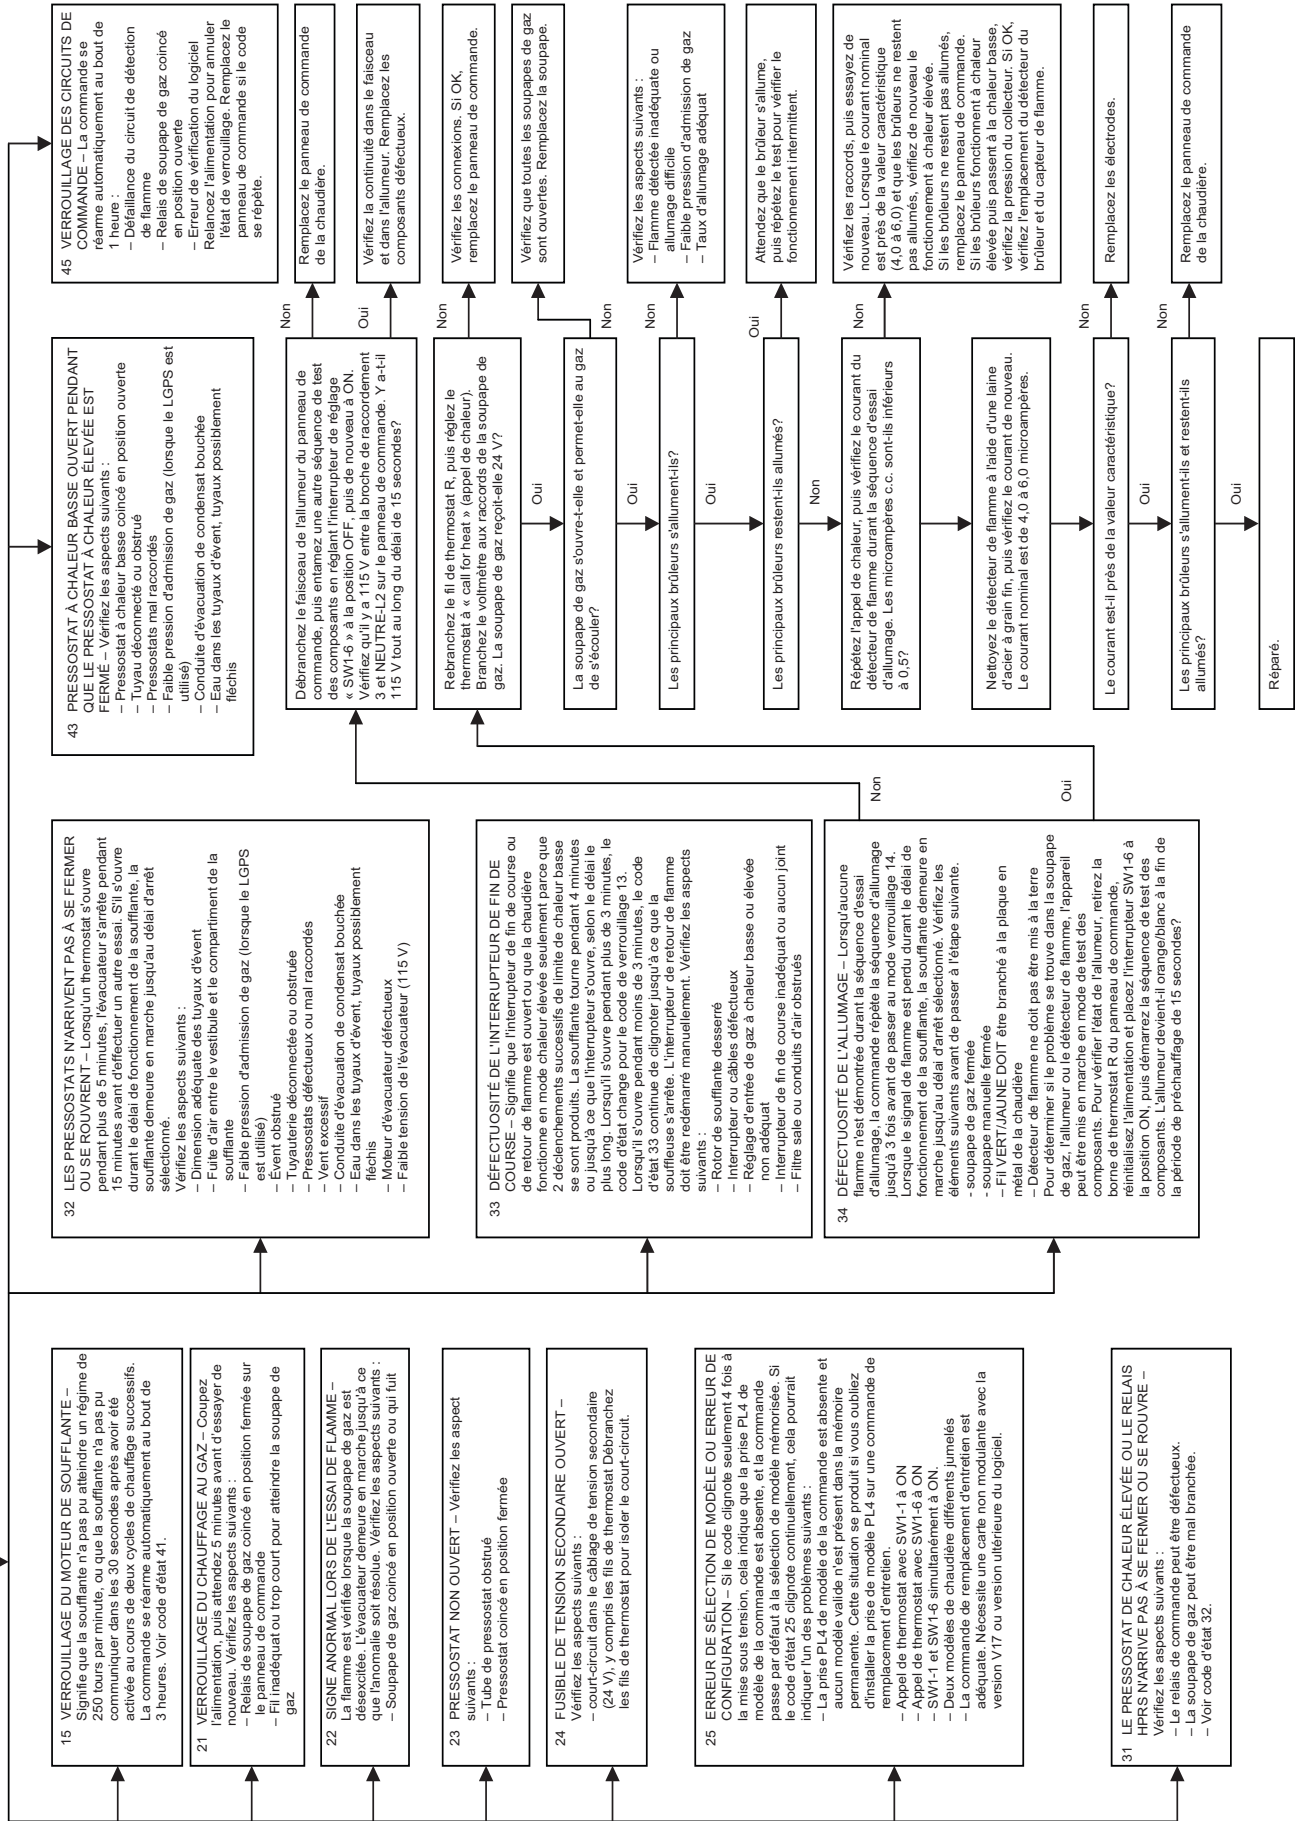 15 VERROUILLAGE DU MOTEUR DE SOUFFLANTE –
Signifie que la soufflante n'a pas pu atteindre un régime de
250 tours par minute, ou que la soufflante n'a pas pu
communiquer dans les 30 secondes après avoir été
activée au cours de deux cycles de chauffage successifs.
La commande se réarme automatiquement au bout de
3 heures. Voir code d'état 41.
21 VERROUILLAGE DU CHAUFFAGE AU GAZ – Coupez
l'alimentation, puis attendez 5 minutes avant d'essayer de
nouveau. Vérifiez les aspects suivants :
– Relais de soupape de gaz coincé en position fermée sur
le panneau de commande
– Fil inadéquat ou trop court pour atteindre la soupape de
gaz
22 SIGNE ANORMAL LORS DE L'ESSAI DE FLAMME –
La flamme est vérifiée lorsque la soupape de gaz est
désexcitée. L'évacuateur demeure en marche jusqu'à ce
que l'anomalie soit résolue. Vérifiez les aspects suivants :
– Soupape de gaz coincé en position ouverte ou qui fuit
23 PRESSOSTAT NON OUVERT – Vérifiez les aspect
suivants :
– Tube de pressostat obstrué
– Pressostat coincé en position fermée
24 FUSIBLE DE TENSION SECONDAIRE OUVERT –
Vérifiez les aspects suivants :
– court-circuit dans le câblage de tension secondaire
(24 V), y compris les fils de thermostat Débranchez
les fils de thermostat pour isoler le court-circuit.
25 ERREUR DE SÉLECTION DE MODÈLE OU ERREUR DE
CONFIGURATION – Si le code clignote seulement 4 fois à
la mise sous tension, cela indique que la prise PL4 de
modèle de la commande est absente, et la commande
passe par défaut à la sélection de modèle mémorisée. Si
le code d'état 25 clignote continuellement, cela pourrait
indiquer l'un des problèmes suivants :
– La prise PL4 de modèle de la commande est absente et
aucun modèle valide n'est présent dans la mémoire
permanente. Cette situation se produit si vous oubliez
d'installer la prise de modèle PL4 sur une commande de
remplacement d'entretien.
– Appel de thermostat avec SW1-1 à ON
– Appel de thermostat avec SW1-6 à ON
– SW1-1 et SW1-6 simultanément à ON.
– Deux modèles de chaudière différents jumelés
– La commande de remplacement d'entretien est
adéquate. Nécessite une carte non modulante avec la
version V17 ou version ultérieure du logiciel.
31 LE PRESSOSTAT DE CHALEUR ÉLEVÉE OU LE RELAIS
HPRS N'ARRIVE PAS À SE FERMER OU SE ROUVRE –
Vérifiez les aspects suivants :
– Le relais de commande peut être défectueux.
– La soupape de gaz peut être mal branchée.
– Voir code d'état 32.
32 LES PRESSOSTATS N'ARRIVENT PAS À SE FERMER
OU SE ROUVRENT – Lorsqu'un thermostat s'ouvre
pendant plus de 5 minutes, l'évacuateur s'arrête pendant
15 minutes avant d'effectuer un autre essai. S'il s'ouvre
durant le délai de fonctionnement de la soufflante, la
soufflante demeure en marche jusqu'au délai d'arrêt
sélectionné.
Vérifiez les aspects suivants :
– Dimension adéquate des tuyaux d'évent
– Fuite d'air entre le vestibule et le compartiment de la
soufflante
– Faible pression d'admission de gaz (lorsque le LGPS
est utilisé)
– Évent obstrué
– Tuyauterie déconnectée ou obstruée
– Pressostats défectueux ou mal raccordés
– Vent excessif
– Conduite d'évacuation de condensat bouchée
– Eau dans les tuyaux d'évent, tuyaux possiblement
fléchis
– Moteur d'évacuateur défectueux
– Faible tension de l'évacuateur (115 V)
33 DÉFECTUOSITÉ DE L'INTERRUPTEUR DE FIN DE
COURSE – Signifie que l'interrupteur de fin de course ou
de retour de flamme est ouvert ou que la chaudière
fonctionne en mode chaleur élevée seulement parce que
2 déclenchements successifs de limite de chaleur basse
se sont produits. La soufflante tourne pendant 4 minutes
ou jusqu'à ce que l'interrupteur s'ouvre, selon le délai le
plus long. Lorsqu'il s'ouvre pendant plus de 3 minutes, le
code d'état change pour le code de verrouillage 13.
Lorsqu'il s'ouvre pendant moins de 3 minutes, le code
d'état 33 continue de clignoter jusqu'à ce que la
souffleuse s'arrête. L'interrupteur de retour de flamme
doit être redémarré manuellement. Vérifiez les aspects
suivants :
– Rotor de soufflante desserré
– Interrupteur ou câbles défectueux
– Réglage d'entrée de gaz à chaleur basse ou élevée
non adéquat
– Interrupteur de fin de course inadéquat ou aucun joint
– Filtre sale ou conduits d'air obstrués
34 DÉFECTUOSITÉ DE L'ALLUMAGE – Lorsqu'aucune
flamme n'est démontrée durant la séquence d'essai
d'allumage, la commande répète la séquence d'allumage
jusqu'à 3 fois avant de passer au mode verrouillage 14.
Lorsque le signal de flamme est perdu durant le délai de
fonctionnement de la soufflante, la soufflante demeure en
marche jusqu'au délai d'arrêt sélectionné. Vérifiez les
éléments suivants avant de passer à l'étape suivante.
- soupape de gaz fermée
- soupape manuelle fermée
– Fil VERT/JAUNE DOIT être branché à la plaque en
métal de la chaudière
– Détecteur de flamme ne doit pas être mis à la terre
Pour déterminer si le problème se trouve dans la soupape
de gaz, l'allumeur ou le détecteur de flamme, l'appareil
peut être mis en marche en mode de test des
composants. Pour vérifier l'état de l'allumeur, retirez la
borne de thermostat R du panneau de commande,
réinitialisez l'alimentation et placez l'interrupteur SW1-6 à
la position ON, puis démarrez la séquence de test des
composants. L'allumeur devient-il orange/blanc à la fin de
la période de préchauffage de 15 secondes?
Non
Oui
43 PRESSOSTAT À CHALEUR BASSE OUVERT PENDANT
QUE LE PRESSOSTAT À CHALEUR ÉLEVÉE EST
FERMÉ – Vérifiez les aspects suivants :
– Pressostat à chaleur basse coincé en position ouverte
– Tuyau déconnecté ou obstrué
– Pressostats mal raccordés
– Faible pression d'admission de gaz (lorsque le LGPS est
utilisé)
– Conduite d'évacuation de condensat bouchée
– Eau dans les tuyaux d'évent, tuyaux possiblement
fléchis
45 VERROUILLAGE DES CIRCUITS DE
COMMANDE – La commande se
réarme automatiquement au bout de
1 heure :
– Défaillance du circuit de détection
de flamme
– Relais de soupape de gaz coincé
en position ouverte
– Erreur de vérification du logiciel
Relancez l'alimentation pour annuler
l'état de verrouillage. Remplacez le
panneau de commande si le code
se répète.
Débranchez le faisceau de l'allumeur du panneau de
commande, puis entamez une autre séquence de test
des composants en réglant l'interrupteur de réglage
« SW1-6 » à la position OFF, puis de nouveau à ON.
Vérifiez qu'il y a 115 V entre la broche de raccordement
3 et NEUTRE-L2 sur le panneau de commande. Y a-t-il
115 V tout au long du délai de 15 secondes?
Non
Remplacez le panneau de commande
de la chaudière.
Oui
Vérifiez la continuité dans le faisceau
et dans l'allumeur. Remplacez les
composants défectueux.
Rebranchez le fil de thermostat R, puis réglez le
thermostat à « call for heat » (appel de chaleur).
Branchez le voltmètre aux raccords de la soupape de
gaz. La soupape de gaz reçoit-elle 24 V?
Non
Vérifiez les connexions. Si OK,
remplacez le panneau de commande.
Oui
La soupape de gaz s'ouvre-t-elle et permet-elle au gaz
de s'écouler?
Non
Vérifiez que toutes les soupapes de gaz
sont ouvertes. Remplacez la soupape.
Oui
Les principaux brûleurs s'allument-ils?
Non
Vérifiez les aspects suivants :
– Flamme détectée inadéquate ou
allumage difficile
– Faible pression d'admission de gaz
– Taux d'allumage adéquat
Oui
Les principaux brûleurs restent-ils allumés?
Oui
Attendez que le brûleur s'allume,
puis répétez le test pour vérifier le
fonctionnement intermittent.
Non
Répétez l'appel de chaleur, puis vérifiez le courant du
détecteur de flamme durant la séquence d'essai
d'allumage. Les microampères c.c. sont-ils inférieurs
à 0,5?
Non
Vérifiez les raccords, puis essayez de
nouveau. Lorsque le courant nominal
est près de la valeur caractéristique
(4,0 à 6,0) et que les brûleurs ne restent
pas allumés, vérifiez de nouveau le
fonctionnement à chaleur élevée.
Si les brûleurs ne restent pas allumés,
remplacez le panneau de commande.
Si les brûleurs fonctionnent à chaleur
élevée puis passent à la chaleur basse,
vérifiez la pression du collecteur. Si OK,
vérifiez l'emplacement du détecteur du
brûleur et du capteur de flamme.
Nettoyez le détecteur de flamme à l'aide d'une laine
d'acier à grain fin, puis vérifiez le courant de nouveau.
Le courant nominal est de 4,0 à 6,0 microampères.
Le courant est-il près de la valeur caractéristique?
Non
Remplacez les électrodes.
Oui
Les principaux brûleurs s'allument-ils et restent-ils
allumés?
Non
Remplacez le panneau de commande
de la chaudière.
Oui
Réparé.